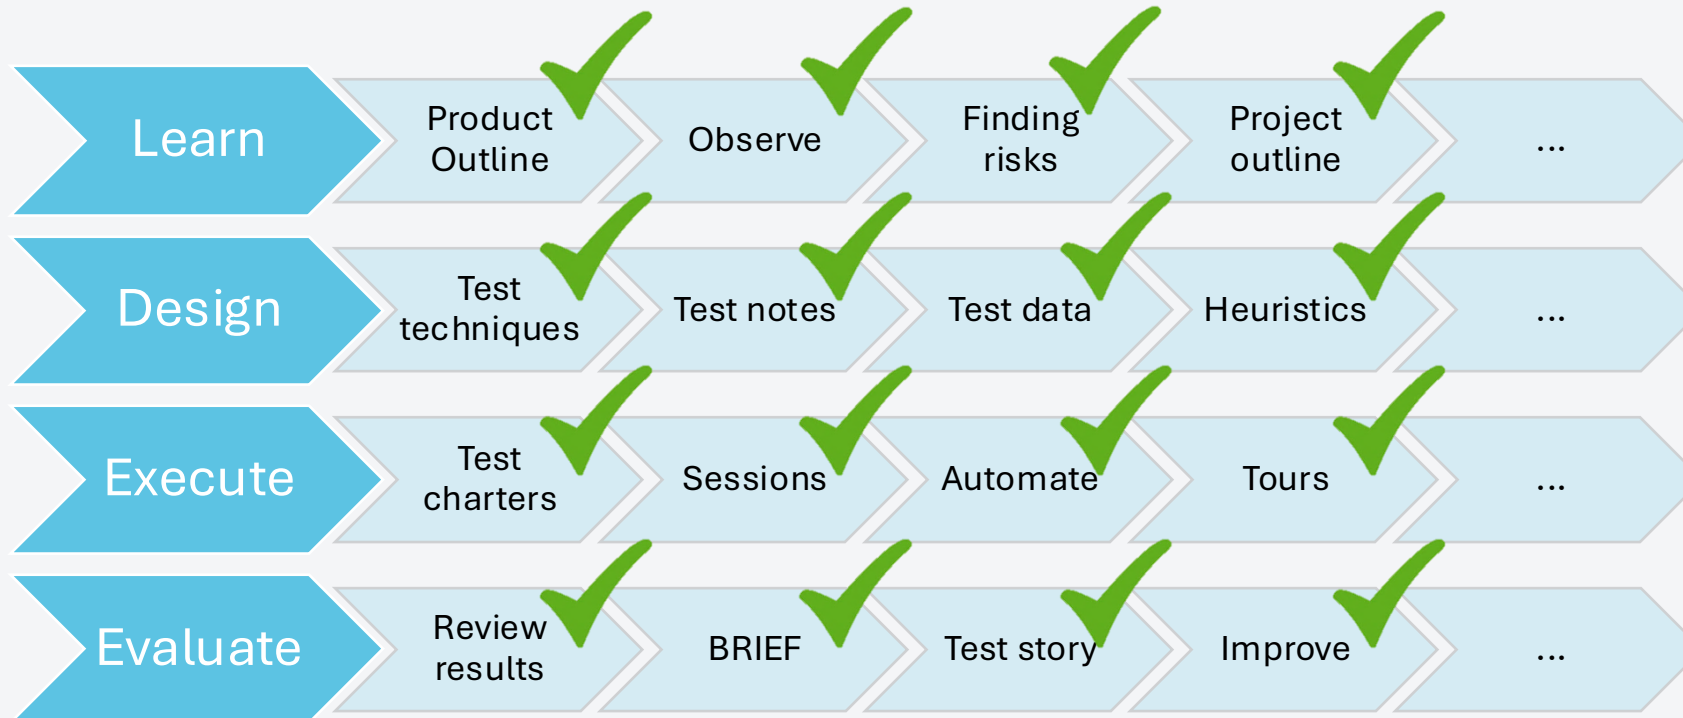 Learn
Product
Outline
Observe
Finding
risks
Project
outline
...
Design
Test
techniques
Test notes
Test data
Heuristics
...
Execute
Test
charters
Sessions
Automate
Tours
...
Evaluate
Review
results
BRIEF
Test story
Improve
...